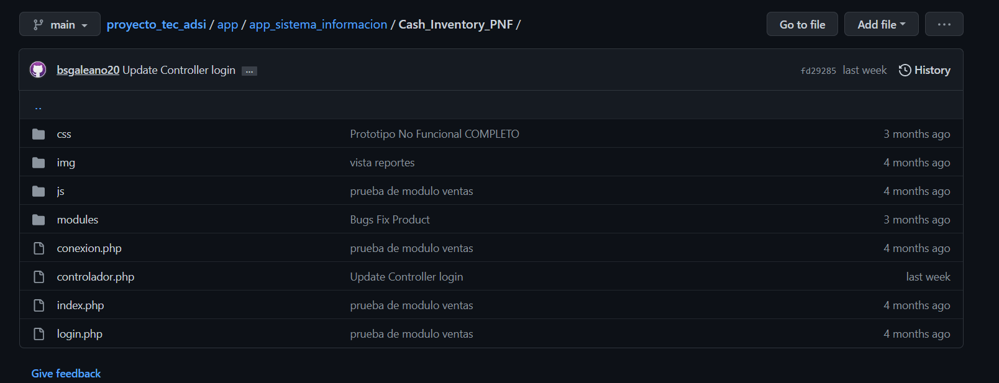 main proyecto_tec_adsi / app / app_sistema_informacion / Cash_Inventory_PNF / Go to file Add file ...
bsgaleano20 Update Controller login ... fd29285 last week History
..
css Prototipo No Funcional COMPLETO 3 months ago
img vista reportes 4 months ago
js prueba de modulo ventas 4 months ago
modules Bugs Fix Product 3 months ago
conexion.php prueba de modulo ventas 4 months ago
controlador.php Update Controller login last week
index.php prueba de modulo ventas 4 months ago
login.php prueba de modulo ventas 4 months ago
Give feedback